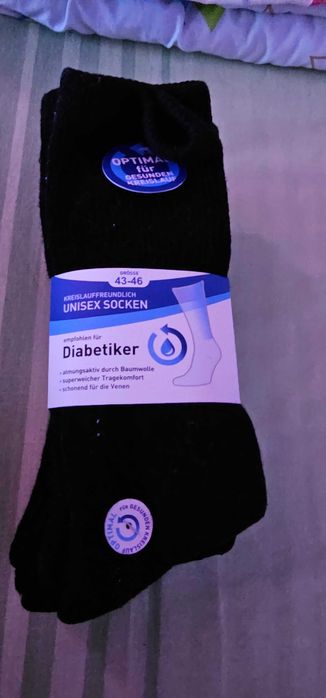 OPTIMAL
für
GESUNDEN
KREISLAUF
GRÖSSE
43-46
KREISLAUFFREUNDLICH
UNISEX SOCKEN
empfohlen für
Diabetiker
• atmungsaktiv durch Baumwolle
• superweicher Tragekomfort
• schonend für die Venen
OPTIMAL FÜR GESUNDEN KREISLAUF